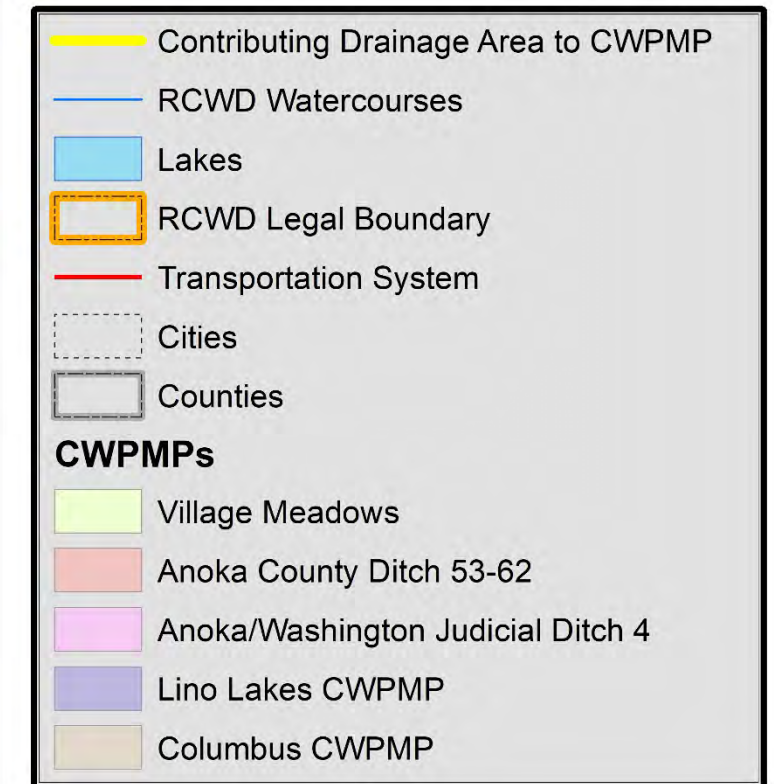 Contributing Drainage Area to CWPMP
RCWD Watercourses
Lakes
RCWD Legal Boundary
Transportation System
Cities
Counties
CWPMPs
Village Meadows
Anoka County Ditch 53-62
Anoka/Washington Judicial Ditch 4
Lino Lakes CWPMP
Columbus CWPMP